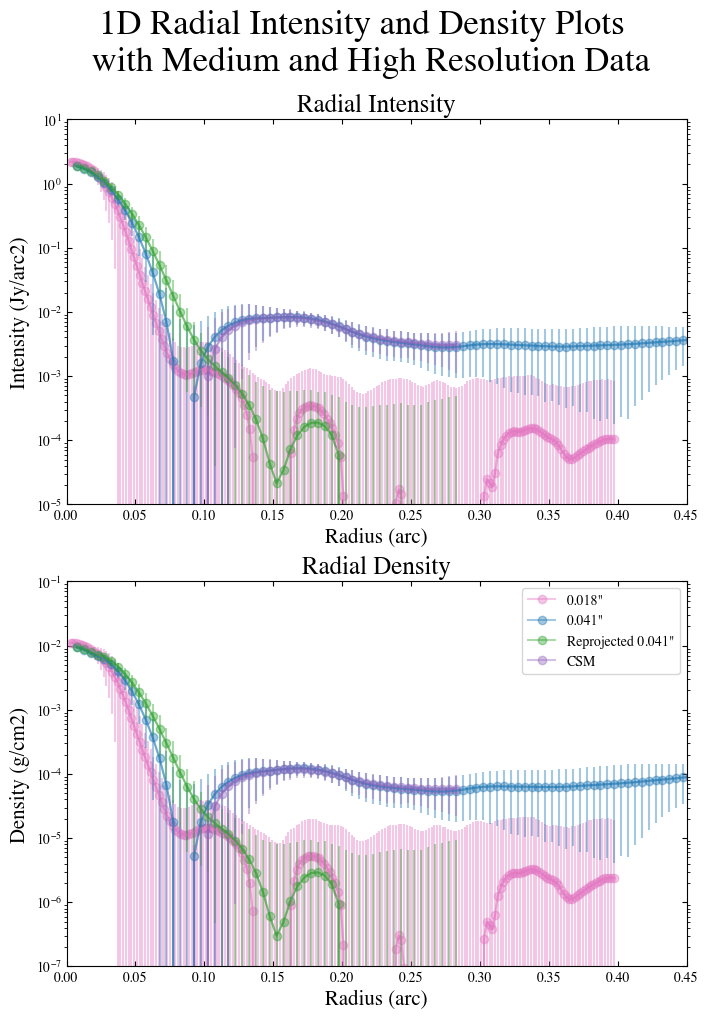 1D Radial Intensity and Density Plots
with Medium and High Resolution Data
Radial Intensity
Intensity (Jy/arc2)
10¹
10⁰
10⁻¹
10⁻²
10⁻³
10⁻⁴
10⁻⁵
0.00 0.05 0.10 0.15 0.20 0.25 0.30 0.35 0.40 0.45
Radius (arc)
Radial Density
Density (g/cm2)
10⁻¹
10⁻²
10⁻³
10⁻⁴
10⁻⁵
10⁻⁶
10⁻⁷
0.018"
0.041"
Reprojected 0.041"
CSM
0.00 0.05 0.10 0.15 0.20 0.25 0.30 0.35 0.40 0.45
Radius (arc)